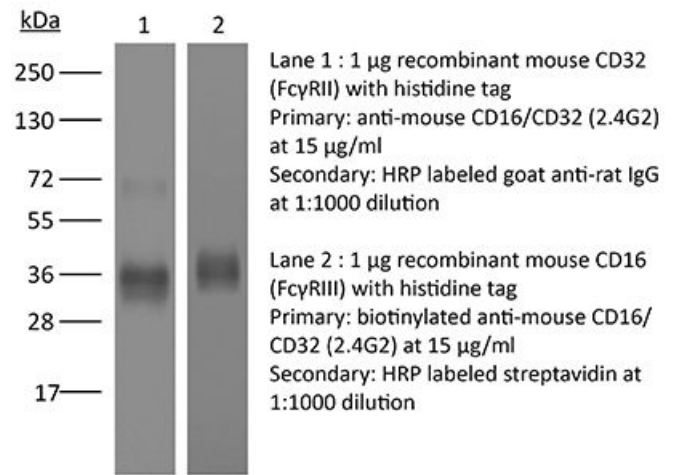 kDa
1 2
250
130
72
55
36
28
17
Lane 1 : 1 µg recombinant mouse CD32
(FcγRII) with histidine tag
Primary: anti-mouse CD16/CD32 (2.4G2)
at 15 µg/ml
Secondary: HRP labeled goat anti-rat IgG
at 1:1000 dilution
Lane 2 : 1 µg recombinant mouse CD16
(FcγRIII) with histidine tag
Primary: biotinylated anti-mouse CD16/
CD32 (2.4G2) at 15 µg/ml
Secondary: HRP labeled streptavidin at
1:1000 dilution